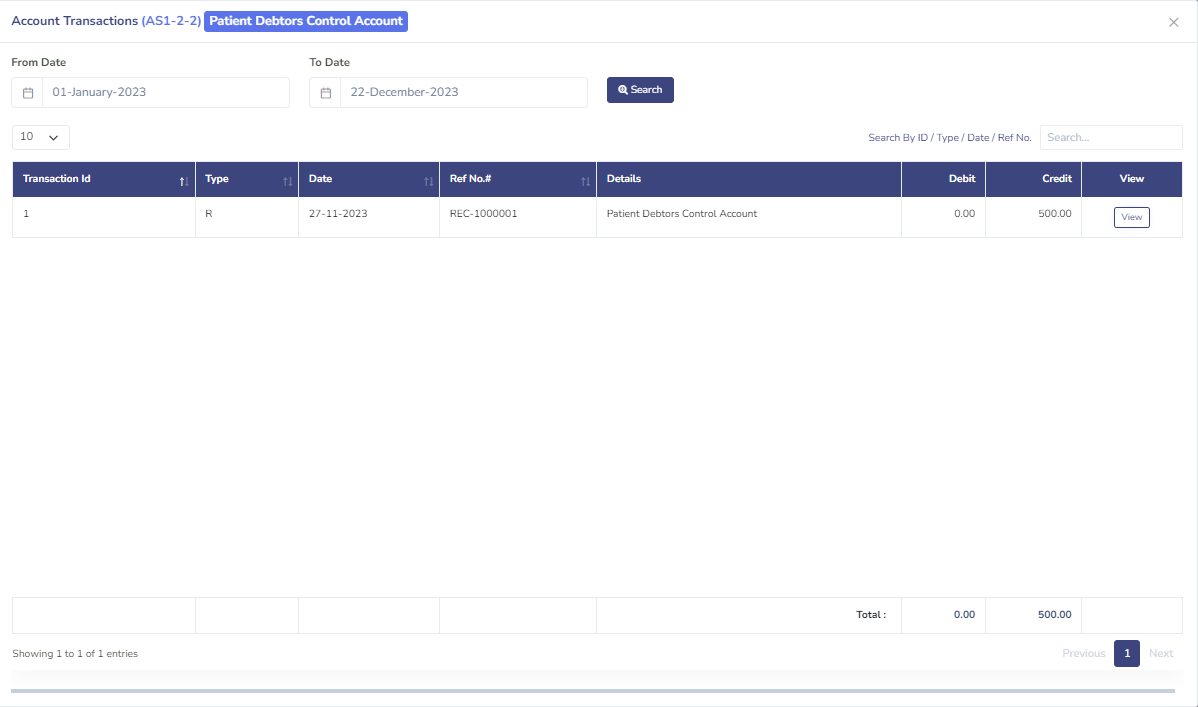 Account Transactions (AS1-2-2) Patient Debtors Control Account
From Date To Date
01-January-2023 22-December-2023 Search
10 Search By ID / Type / Date / Ref No. Search...
Transaction Id Type Date Ref No.# Details Debit Credit View
1 R 27-11-2023 REC-1000001 Patient Debtors Control Account 0.00 500.00 View
Total : 0.00 500.00
Showing 1 to 1 of 1 entries Previous 1 Next